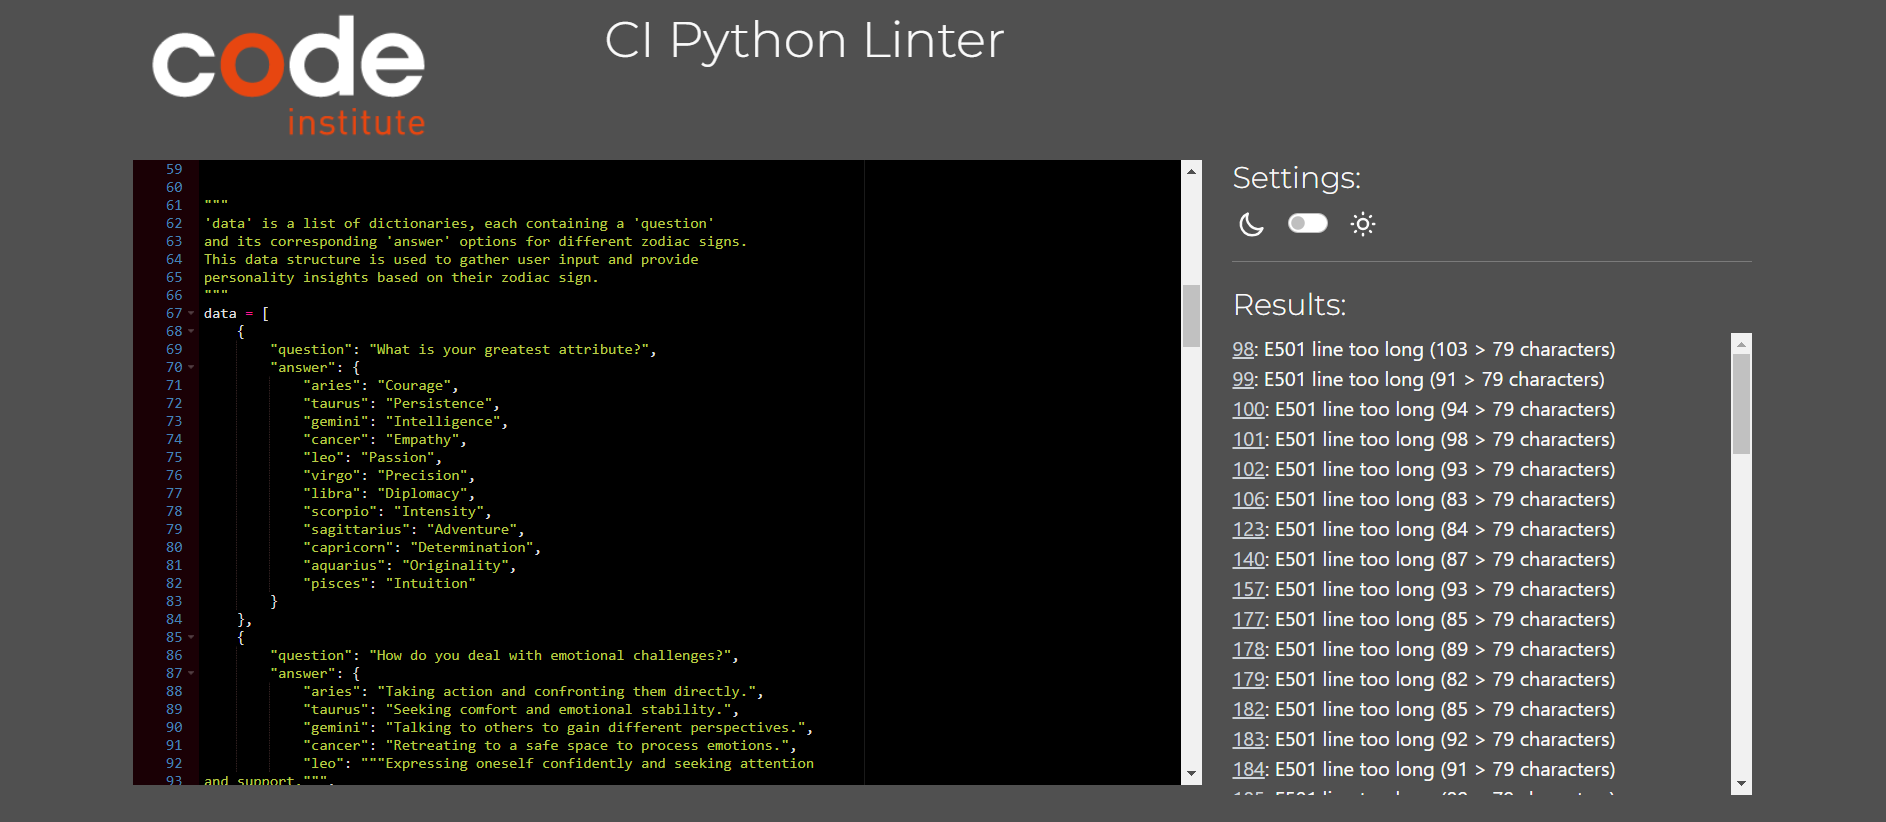 code
institute
CI Python Linter
59
60
61 """
62 'data' is a list of dictionaries, each containing a 'question'
63 and its corresponding 'answer' options for different zodiac signs.
64 This data structure is used to gather user input and provide
65 personality insights based on their zodiac sign.
66 """
67 data = [
68 {
69 "question": "What is your greatest attribute?",
70 "answer": {
71 "aries": "Courage",
72 "taurus": "Persistence",
73 "gemini": "Intelligence",
74 "cancer": "Empathy",
75 "leo": "Passion",
76 "virgo": "Precision",
77 "libra": "Diplomacy",
78 "scorpio": "Intensity",
79 "sagittarius": "Adventure",
80 "capricorn": "Determination",
81 "aquarius": "Originality",
82 "pisces": "Intuition"
83 }
84 },
85 {
86 "question": "How do you deal with emotional challenges?",
87 "answer": {
88 "aries": "Taking action and confronting them directly.",
89 "taurus": "Seeking comfort and emotional stability.",
90 "gemini": "Talking to others to gain different perspectives.",
91 "cancer": "Retreating to a safe space to process emotions.",
92 "leo": """Expressing oneself confidently and seeking attention
93 and support.""",
Settings:
Results:
98: E501 line too long (103 > 79 characters)
99: E501 line too long (91 > 79 characters)
100: E501 line too long (94 > 79 characters)
101: E501 line too long (98 > 79 characters)
102: E501 line too long (93 > 79 characters)
106: E501 line too long (83 > 79 characters)
123: E501 line too long (84 > 79 characters)
140: E501 line too long (87 > 79 characters)
157: E501 line too long (93 > 79 characters)
177: E501 line too long (85 > 79 characters)
178: E501 line too long (89 > 79 characters)
179: E501 line too long (82 > 79 characters)
182: E501 line too long (85 > 79 characters)
183: E501 line too long (92 > 79 characters)
184: E501 line too long (91 > 79 characters)